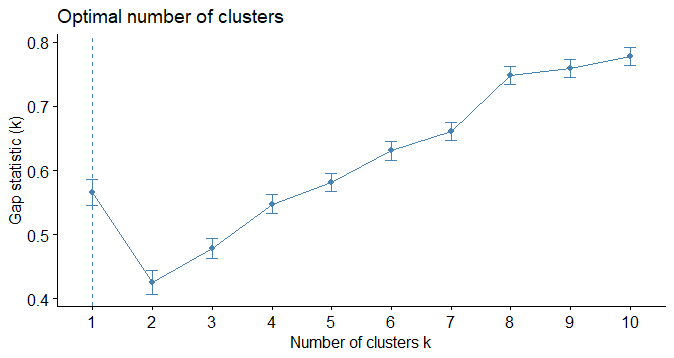 Optimal number of clusters
Gap statistic (k)
0.8
0.7
0.6
0.5
0.4
1 2 3 4 5 6 7 8 9 10
Number of clusters k